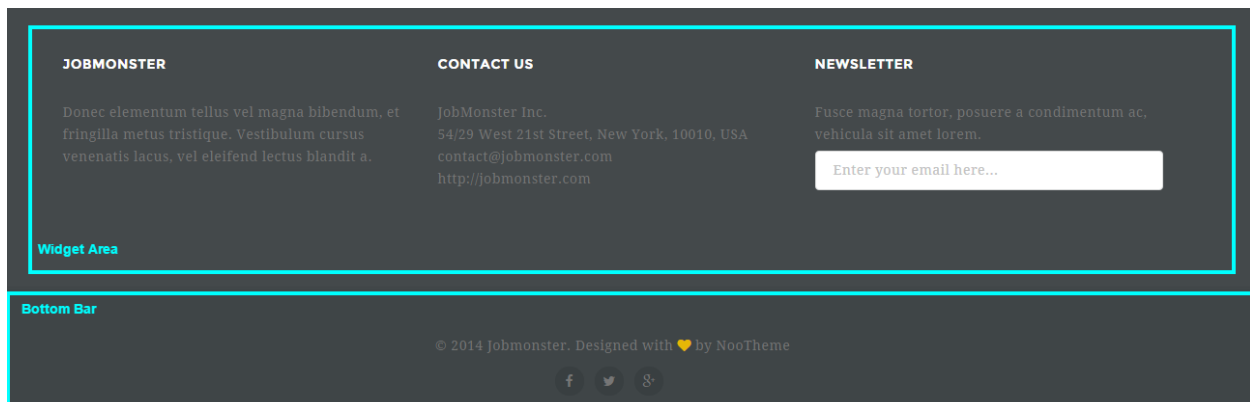 JOBMONSTER
Donec elementum tellus vel magna bibendum, et
fringilla metus tristique. Vestibulum cursus
venenatis lacus, vel eleifend lectus blandit a.
CONTACT US
JobMonster Inc.
54/29 West 21st Street, New York, 10010, USA
contact@jobmonster.com
http://jobmonster.com
NEWSLETTER
Fusce magna tortor, posuere a condimentum ac,
vehicula sit amet lorem.
Enter your email here...
Widget Area
Bottom Bar
© 2014 Jobmonster. Designed with by NooTheme